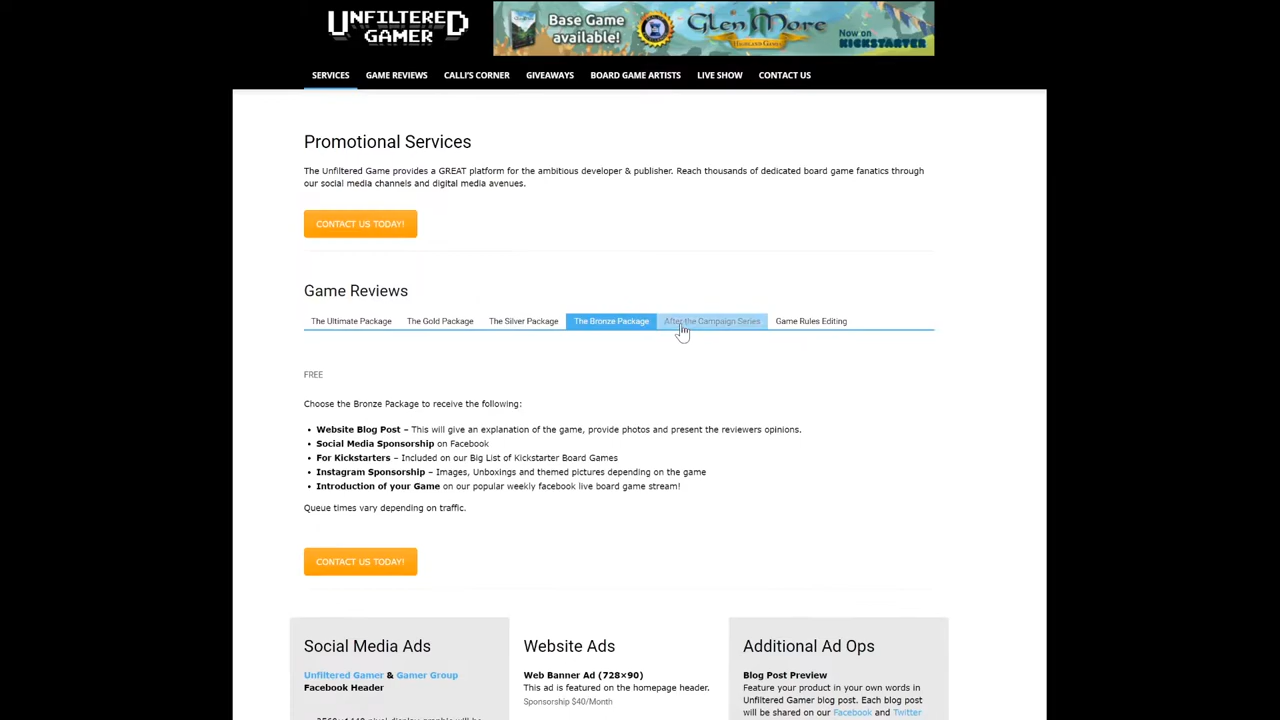 UNFILTERED
GAMER
Base Game
available!
GLEN MORE
Now on
KICKSTARTER
SERVICES GAME REVIEWS CALLI'S CORNER GIVEAWAYS BOARD GAME ARTISTS LIVE SHOW CONTACT US
Promotional Services
The Unfiltered Game provides a GREAT platform for the ambitious developer & publisher. Reach thousands of dedicated board game fanatics through
our social media channels and digital media avenues.
CONTACT US TODAY!
Game Reviews
The Ultimate Package The Gold Package The Silver Package The Bronze Package After the Campaign Series Game Rules Editing
FREE
Choose the Bronze Package to receive the following:
• Website Blog Post – This will give an explanation of the game, provide photos and present the reviewers opinions.
• Social Media Sponsorship on Facebook
• For Kickstarters – Included on our Big List of Kickstarter Board Games
• Instagram Sponsorship – Images, Unboxings and themed pictures depending on the game
• Introduction of your Game on our popular weekly facebook live board game stream!
Queue times vary depending on traffic.
CONTACT US TODAY!
Social Media Ads
Unfiltered Gamer & Gamer Group
Facebook Header
Website Ads
Web Banner Ad (728×90)
This ad is featured on the homepage header.
Sponsorship $40/Month
Additional Ad Ops
Blog Post Preview
Feature your product in your own words in
Unfiltered Gamer blog post. Each blog post
will be shared on our Facebook and Twitter